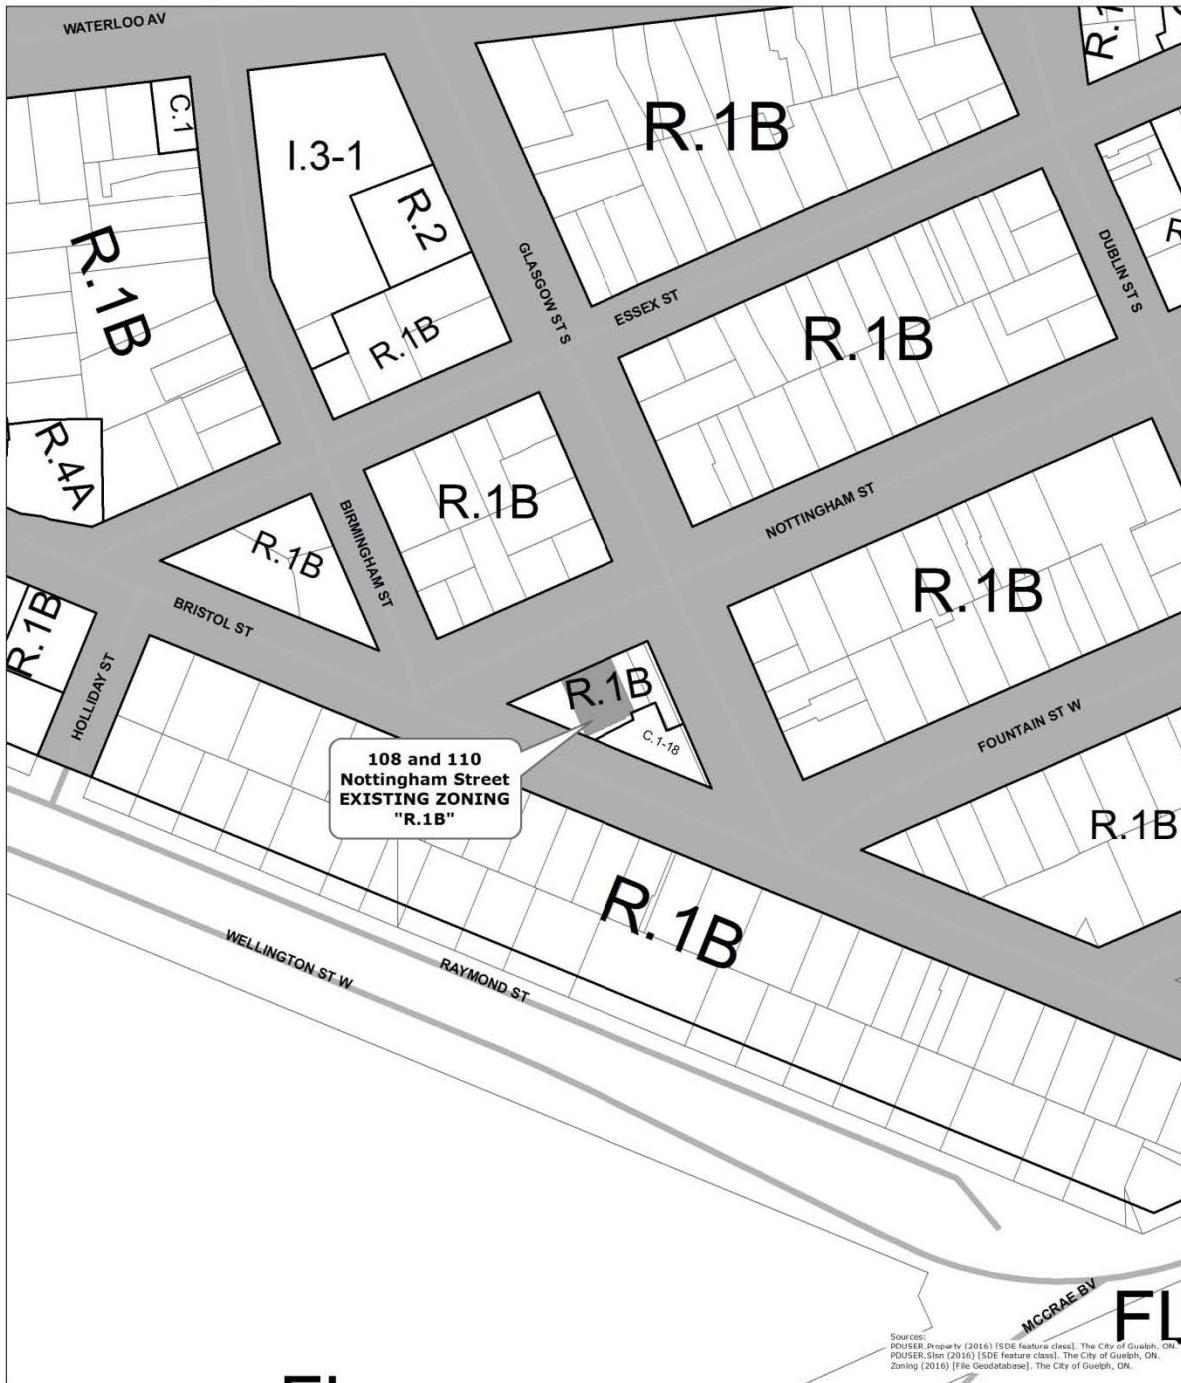 WATERLOO AV
C.1
I.3-1
R.1B
R.2
R.1B
R.1B
GLASGOW ST S
ESSEX ST
DUBLIN ST S
R.1B
R.1B
R.4A
R.1B
NOTTINGHAM ST
BIRMINGHAM ST
R.1B
R.1B
R.1B
BRISTOL ST
HOLLIDAY ST
R.1B
C.1-18
FOUNTAIN ST W
108 and 110
Nottingham Street
EXISTING ZONING
"R.1B"
R.1B
R.1B
WELLINGTON ST W
RAYMOND ST
MCCRAE BV
FL
Sources:
PDUSER.Property (2016) [SDE feature class]. The City of Guelph, ON.
PDUSER.Slsn (2016) [SDE feature class]. The City of Guelph, ON.
Zoning (2016) [File Geodatabase]. The City of Guelph, ON.